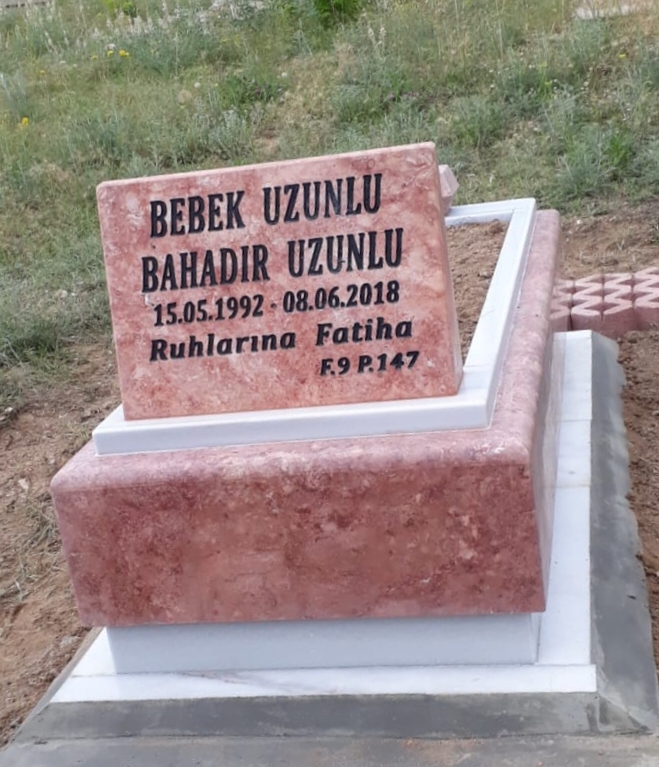 BEBEK UZUNLU
BAHADIR UZUNLU
15.05.1992 - 08.06.2018
Ruhlarına Fatiha
F.9 P.147